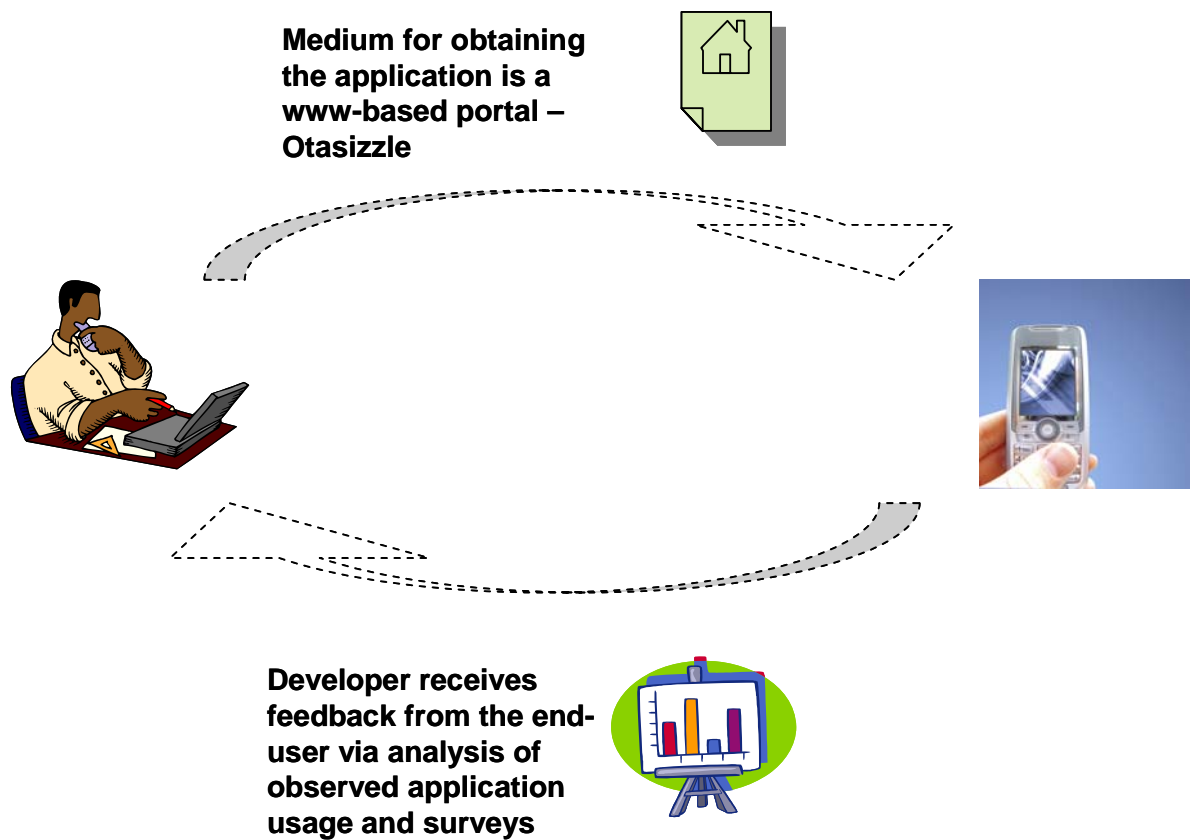 Medium for obtaining
the application is a
www-based portal –
Otasizzle
Developer receives
feedback from the end-
user via analysis of
observed application
usage and surveys